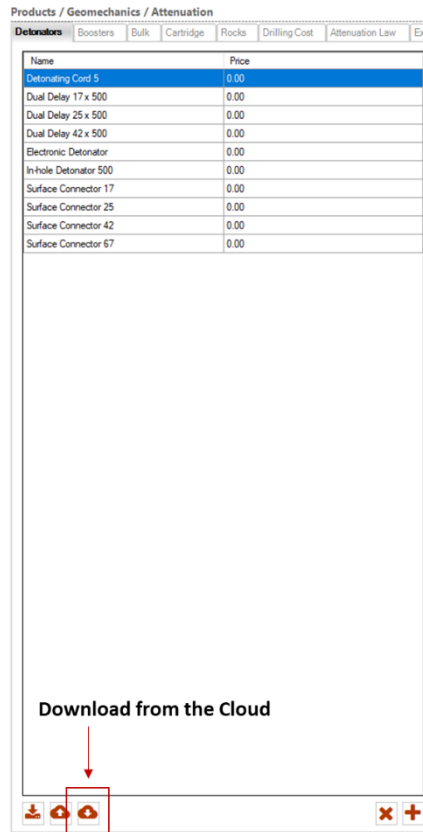 Products / Geomechanics / Attenuation
Detonators Boosters Bulk Cartridge Rocks Drilling Cost Attenuation Law
Name Price
Detonating Cord 5 0.00
Dual Delay 17 x 500 0.00
Dual Delay 25 x 500 0.00
Dual Delay 42 x 500 0.00
Electronic Detonator 0.00
In-hole Detonator 500 0.00
Surface Connector 17 0.00
Surface Connector 25 0.00
Surface Connector 42 0.00
Surface Connector 67 0.00
Download from the Cloud